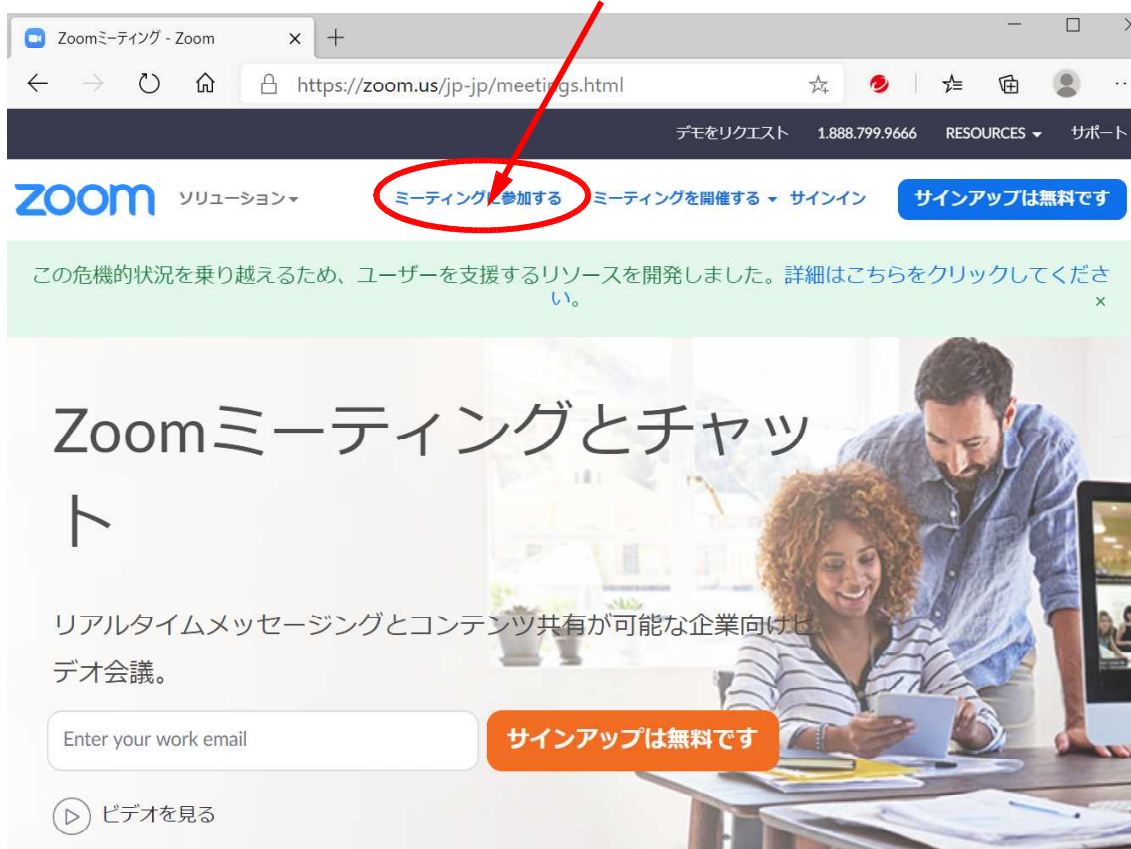 Zoomミーティング - Zoom
https://zoom.us/jp-jp/meetings.html
デモをリクエスト 1.888.799.9666 RESOURCES サポート
zoom ソリューション ミーティングに参加する ミーティングを開催する サインイン サインアップは無料です
この危機的状況を乗り越えるため、ユーザーを支援するリソースを開発しました。詳細はこちらをクリックしてくださ
い。
Zoomミーティングとチャッ
ト
リアルタイムメッセージングとコンテンツ共有が可能な企業向けビ
デオ会議。
Enter your work email サインアップは無料です
ビデオを見る